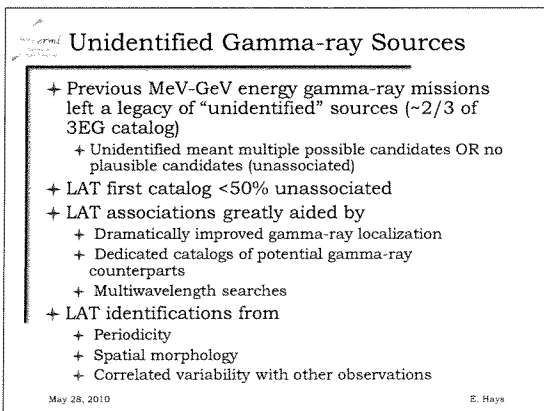 Unidentified Gamma-ray Sources
+ Previous MeV-GeV energy gamma-ray missions
left a legacy of "unidentified" sources (~2/3 of
3EG catalog)
+ Unidentified meant multiple possible candidates OR no
plausible candidates (unassociated)
+ LAT first catalog <50% unassociated
+ LAT associations greatly aided by
+ Dramatically improved gamma-ray localization
+ Dedicated catalogs of potential gamma-ray
counterparts
+ Multiwavelength searches
+ LAT identifications from
+ Periodicity
+ Spatial morphology
+ Correlated variability with other observations
May 28, 2010
E. Hays